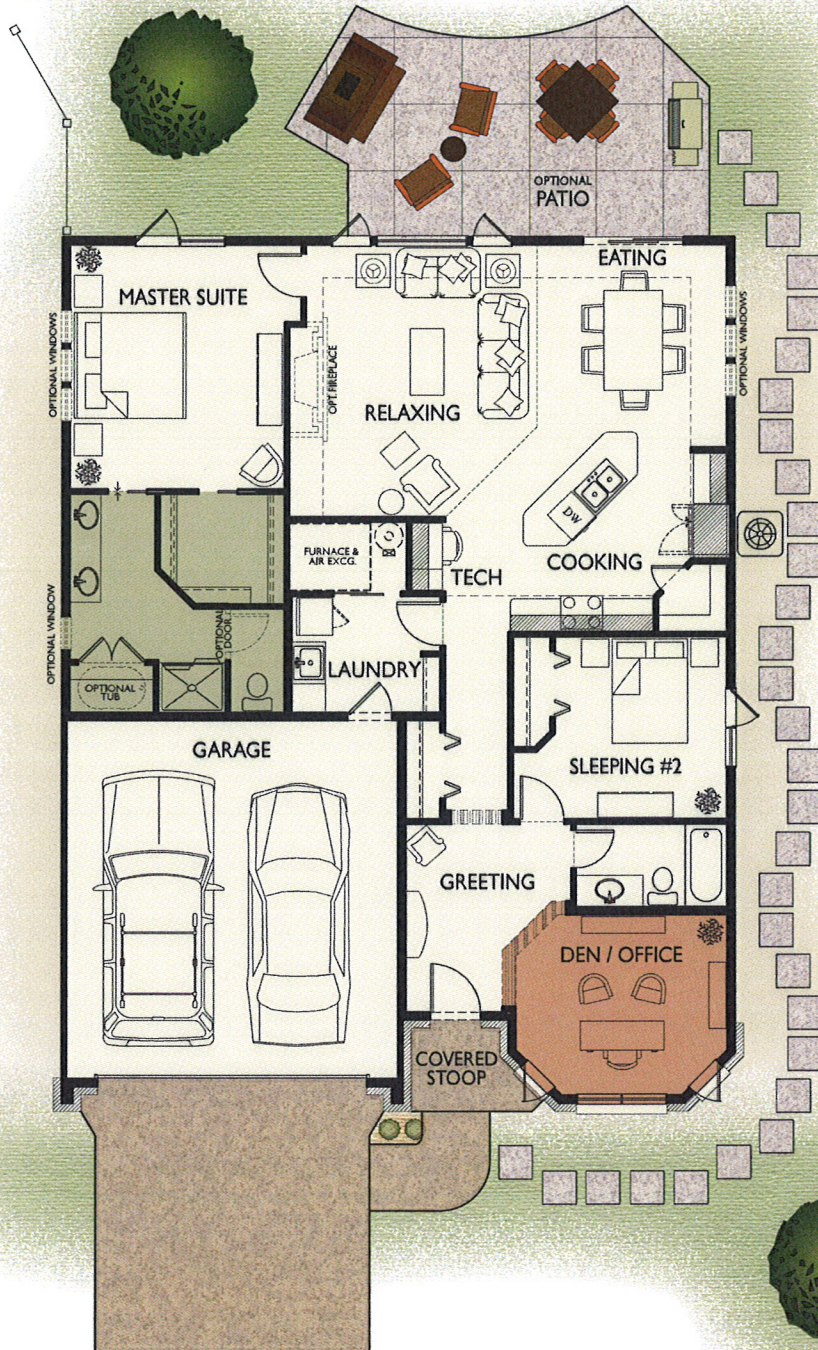 OPTIONAL
PATIO
EATING
MASTER SUITE
OPTIONAL WINDOWS
OPTIONAL WINDOWS
OPT. FIREPLACE
RELAXING
DW
FURNACE &
AIR EXCG.
TECH
COOKING
OPTIONAL WINDOW
OPTIONAL
DOOR
LAUNDRY
OPTIONAL
TUB
GARAGE
SLEEPING #2
GREETING
DEN / OFFICE
COVERED
STOOP